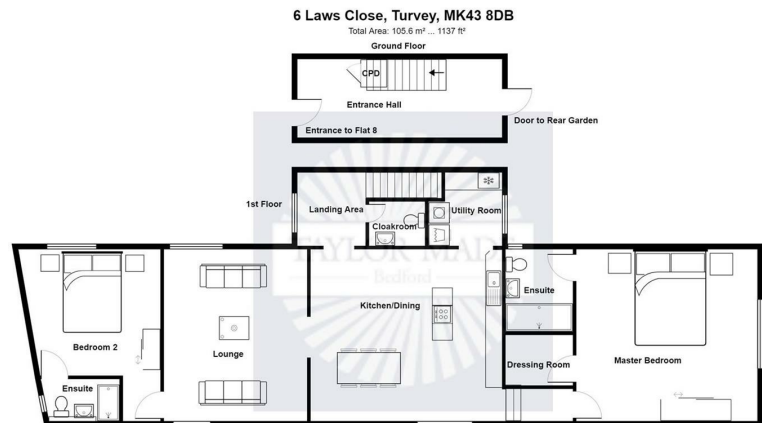 6 Laws Close, Turvey, MK43 8DB
Total Area: 105.6 m² ... 1137 ft²
Ground Floor
CPD
Entrance Hall
Door to Rear Garden
Entrance to Flat 8
1st Floor
Landing Area
Cloakroom
Utility Room
TAYLOR MADE
Bedford
Ensuite
Kitchen/Dining
Bedroom 2
Lounge
Dressing Room
Master Bedroom
Ensuite